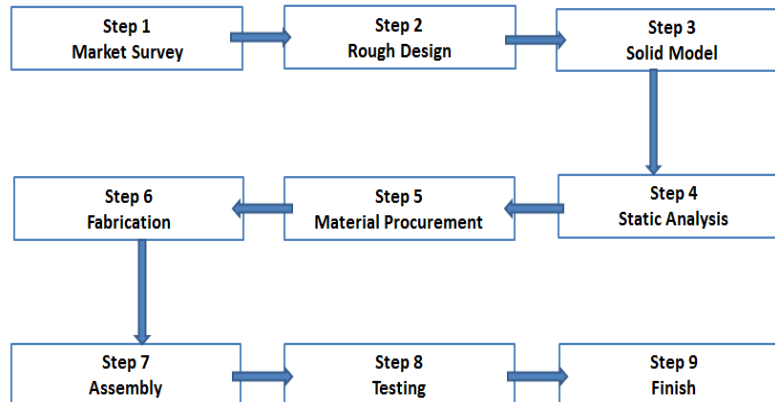 Step 1
Market Survey
Step 2
Rough Design
Step 3
Solid Model
Step 4
Static Analysis
Step 5
Material Procurement
Step 6
Fabrication
Step 7
Assembly
Step 8
Testing
Step 9
Finish